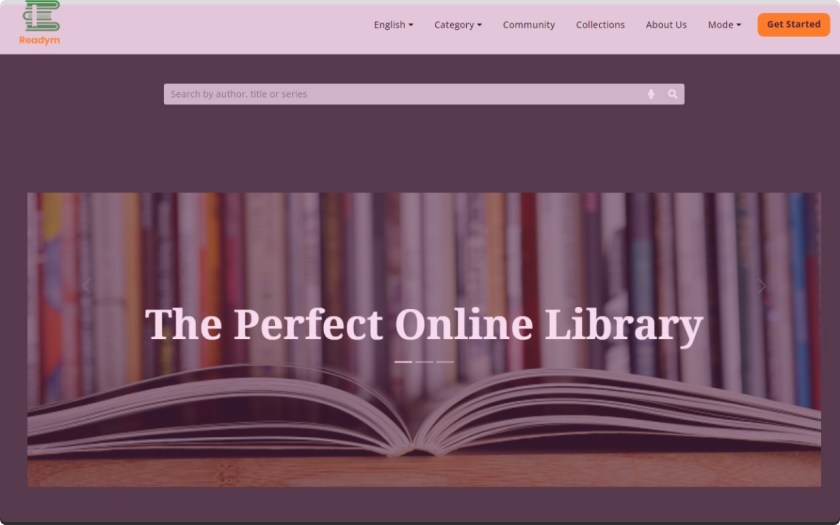 Readym
English
Category
Community
Collections
About Us
Mode
Get Started
Search by author, title or series
The Perfect Online Library